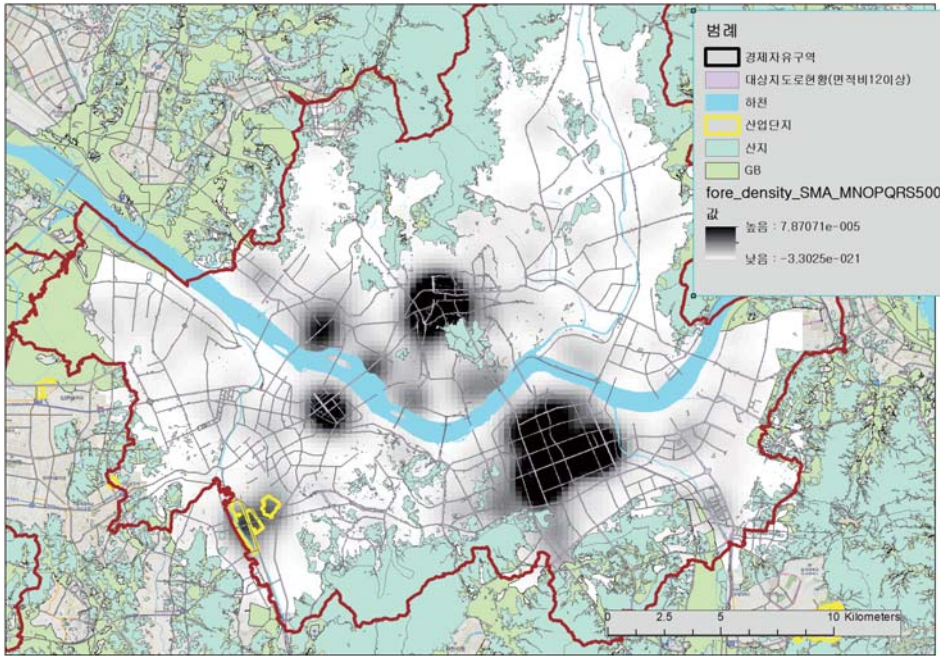 범례
경제자유구역
대상지도로현황(면적비12이상)
하천
산업단지
산지
GB
fore_density_SMA_MNOPQRS500
값
높음 : 7.87071e-005
낮음 : -3.3025e-021
0 2.5 5 10 Kilometers